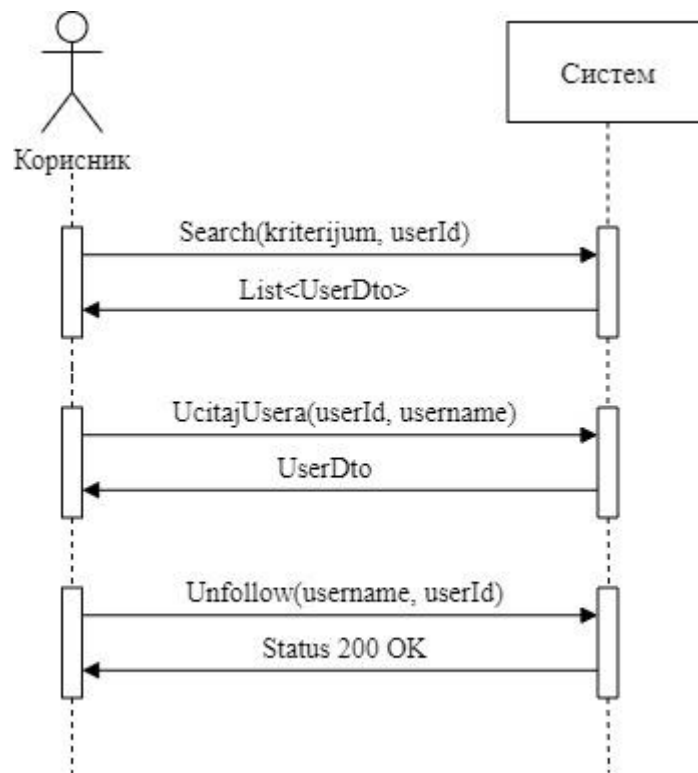 Систем
Корисник
Search(kriterijum, userId)
List<UserDto>
UcitajUsera(userId, username)
UserDto
Unfollow(username, userId)
Status 200 OK